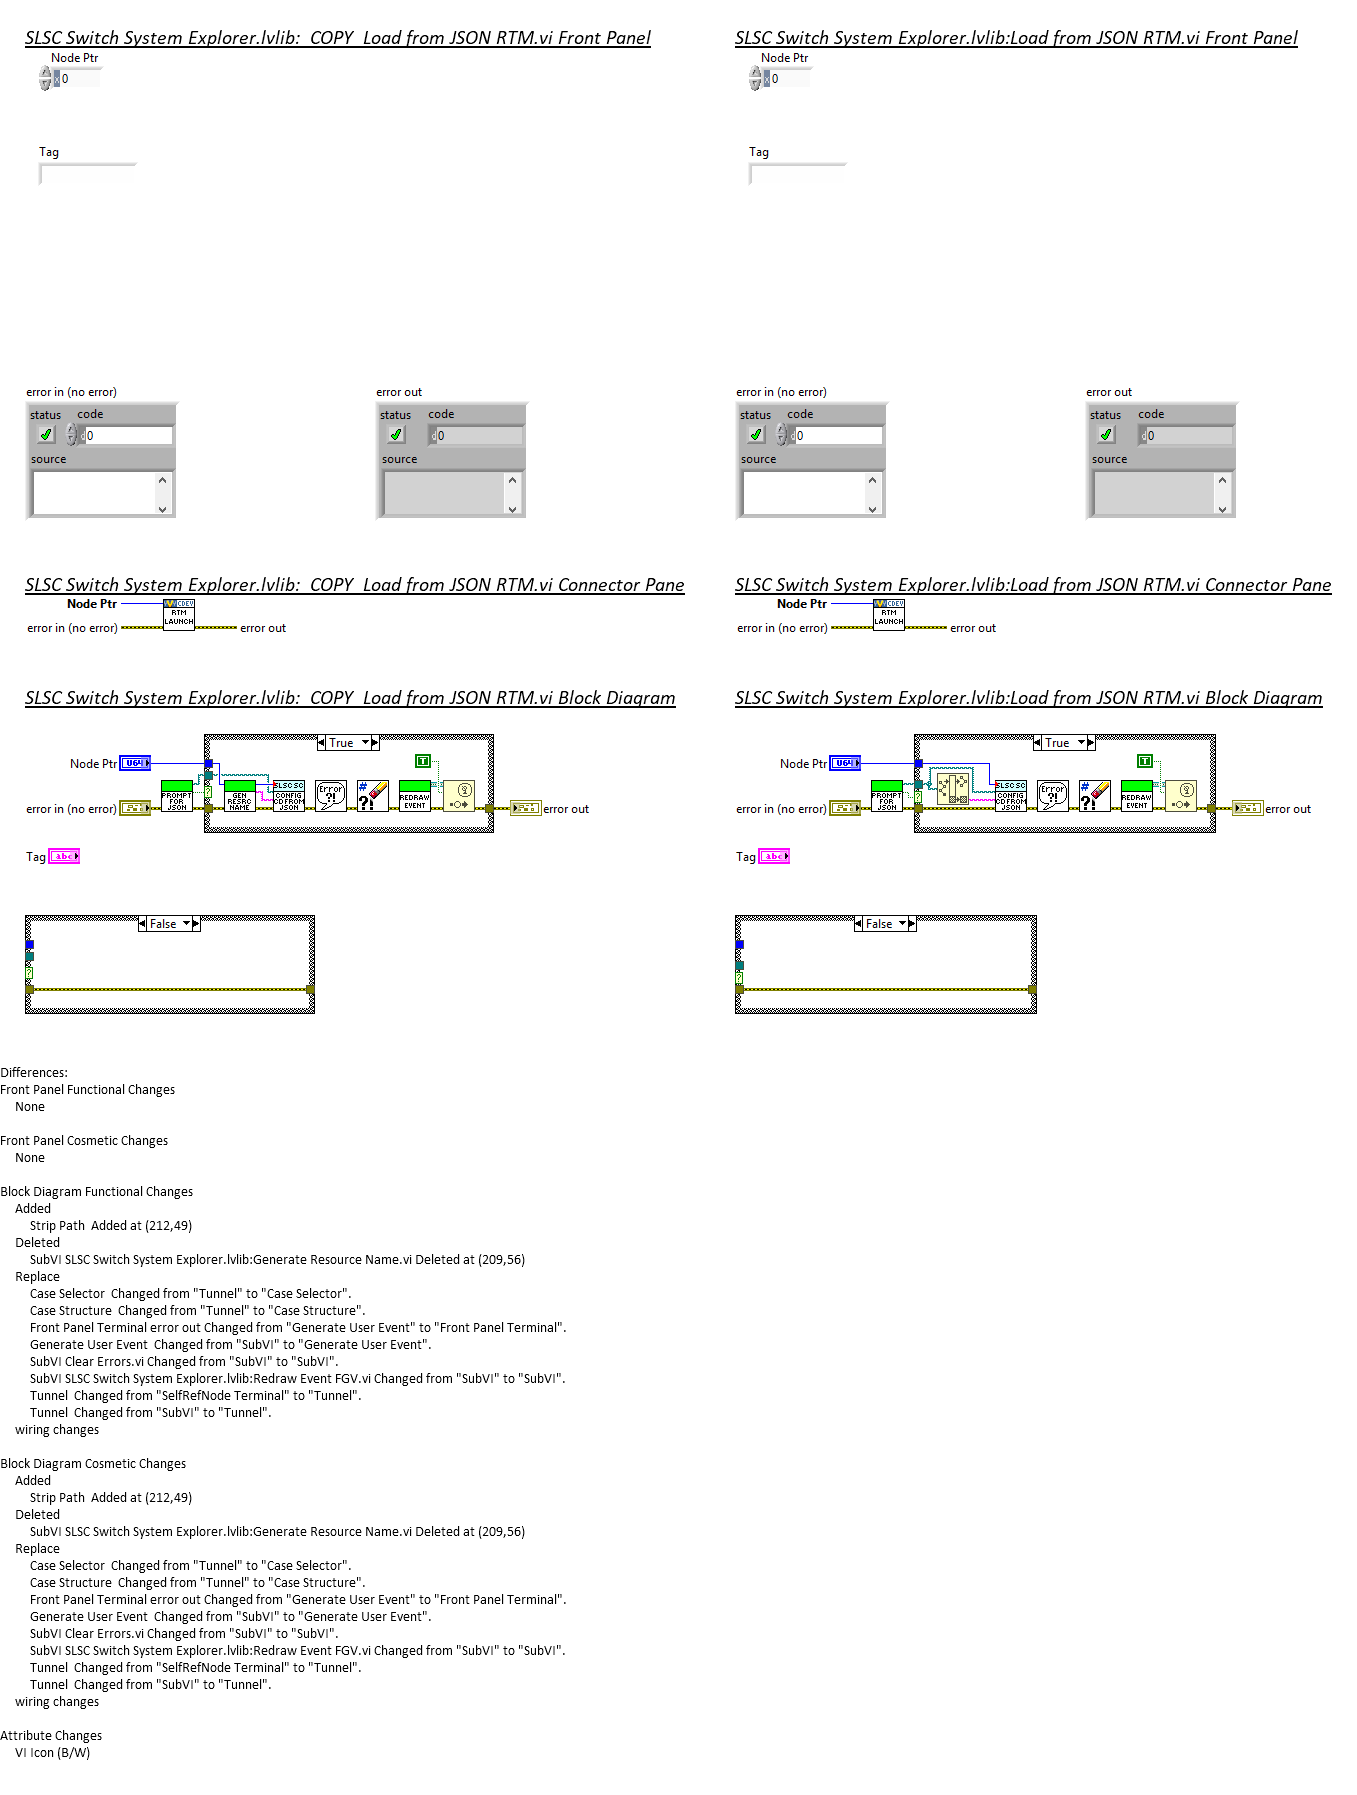 SLSC Switch System Explorer.lvlib:  COPY  Load from JSON RTM.vi Front Panel
Node Ptr
x 0
Tag
error in (no error)
error out
status code
d 0
source
status code
d 0
source
SLSC Switch System Explorer.lvlib:Load from JSON RTM.vi Front Panel
Node Ptr
x 0
Tag
error in (no error)
error out
status code
d 0
source
status code
d 0
source
SLSC Switch System Explorer.lvlib:  COPY  Load from JSON RTM.vi Connector Pane
Node Ptr
CDEV
RTM
LAUNCH
error in (no error)
error out
SLSC Switch System Explorer.lvlib:Load from JSON RTM.vi Connector Pane
Node Ptr
CDEV
RTM
LAUNCH
error in (no error)
error out
SLSC Switch System Explorer.lvlib:  COPY  Load from JSON RTM.vi Block Diagram
True
Node Ptr
U64
T
error in (no error)
PROMPT
FOR
JSON
?
GEN
RESRC
NAME
SLSC SC
CONFIG
CD FROM
JSON
Error
?!
#
?!
REDRAW
EVENT
error out
Tag
abc
False
?
SLSC Switch System Explorer.lvlib:Load from JSON RTM.vi Block Diagram
True
Node Ptr
U64
T
error in (no error)
PROMPT
FOR
JSON
?
SLSC SC
CONFIG
CD FROM
JSON
Error
?!
#
?!
REDRAW
EVENT
error out
Tag
abc
False
?
Differences:
Front Panel Functional Changes
None
Front Panel Cosmetic Changes
None
Block Diagram Functional Changes
Added
Strip Path  Added at (212,49)
Deleted
SubVI SLSC Switch System Explorer.lvlib:Generate Resource Name.vi Deleted at (209,56)
Replace
Case Selector  Changed from "Tunnel" to "Case Selector".
Case Structure  Changed from "Tunnel" to "Case Structure".
Front Panel Terminal error out Changed from "Generate User Event" to "Front Panel Terminal".
Generate User Event  Changed from "SubVI" to "Generate User Event".
SubVI Clear Errors.vi Changed from "SubVI" to "SubVI".
SubVI SLSC Switch System Explorer.lvlib:Redraw Event FGV.vi Changed from "SubVI" to "SubVI".
Tunnel  Changed from "SelfRefNode Terminal" to "Tunnel".
Tunnel  Changed from "SubVI" to "Tunnel".
wiring changes
Block Diagram Cosmetic Changes
Added
Strip Path  Added at (212,49)
Deleted
SubVI SLSC Switch System Explorer.lvlib:Generate Resource Name.vi Deleted at (209,56)
Replace
Case Selector  Changed from "Tunnel" to "Case Selector".
Case Structure  Changed from "Tunnel" to "Case Structure".
Front Panel Terminal error out Changed from "Generate User Event" to "Front Panel Terminal".
Generate User Event  Changed from "SubVI" to "Generate User Event".
SubVI Clear Errors.vi Changed from "SubVI" to "SubVI".
SubVI SLSC Switch System Explorer.lvlib:Redraw Event FGV.vi Changed from "SubVI" to "SubVI".
Tunnel  Changed from "SelfRefNode Terminal" to "Tunnel".
Tunnel  Changed from "SubVI" to "Tunnel".
wiring changes
Attribute Changes
VI Icon (B/W)